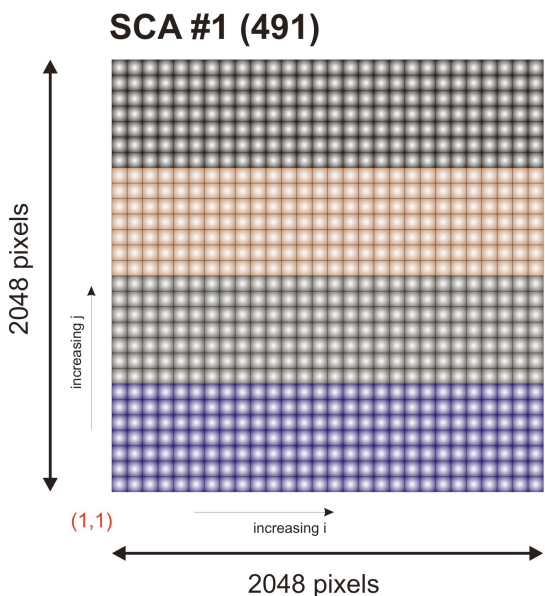 SCA #1 (491)
2048 pixels
increasing j
(1,1)
increasing i
2048 pixels